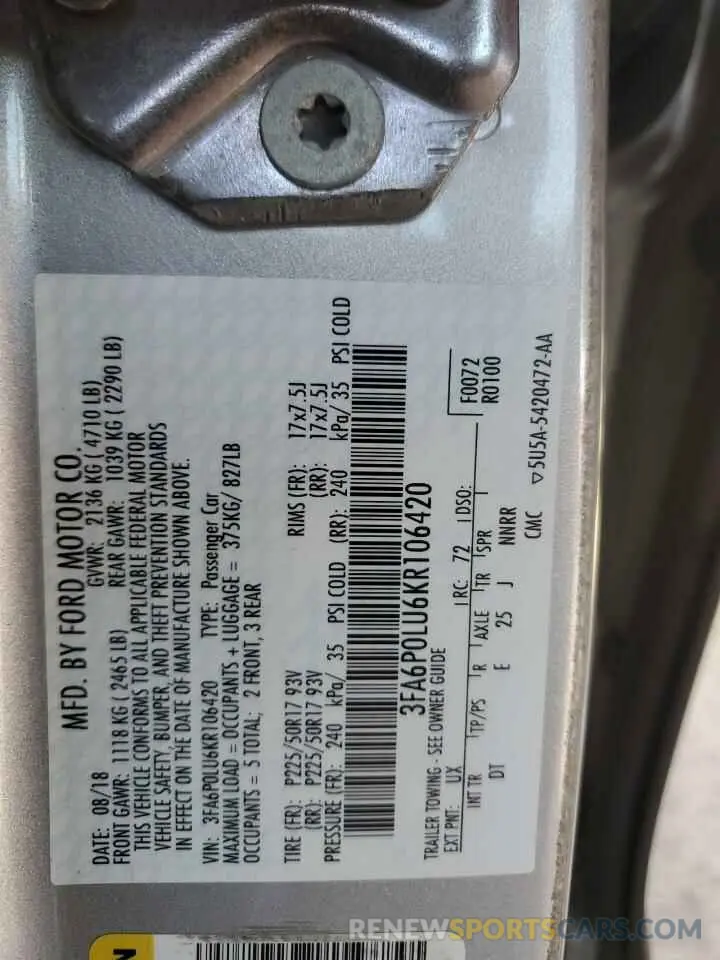 MFD. BY FORD MOTOR CO.
DATE: 08/18 GVWR: 2136 KG ( 4710 LB)
FRONT GAWR: 1118 KG ( 2465 LB) REAR GAWR: 1039 KG ( 2290 LB)
THIS VEHICLE CONFORMS TO ALL APPLICABLE FEDERAL MOTOR
VEHICLE SAFETY, BUMPER, AND THEFT PREVENTION STANDARDS
IN EFFECT ON THE DATE OF MANUFACTURE SHOWN ABOVE.
VIN: 3FA6P0LU6KR106420 TYPE: Passenger Car
MAXIMUM LOAD = OCCUPANTS + LUGGAGE = 375KG/ 827LB
OCCUPANTS = 5 TOTAL; 2 FRONT, 3 REAR
TIRE (FR): P225/50R17 93V RIMS (FR): 17x7.5J
(RR): P225/50R17 93V (RR): 17x7.5J
PRESSURE (FR): 240 kPa/ 35 PSI COLD (RR): 240 kPa/ 35 PSI COLD
3FA6P0LU6KR106420
TRAILER TOWING - SEE OWNER GUIDE
F0072
R0100
EXT PNT: UX RC: 72 DSO:
INT TR TP/PS R AXLE TR SPR
DT E 25 J NNRR
CMC ▽5U5A-5420472-AA
N
RENEWSPORTSCARS.COM